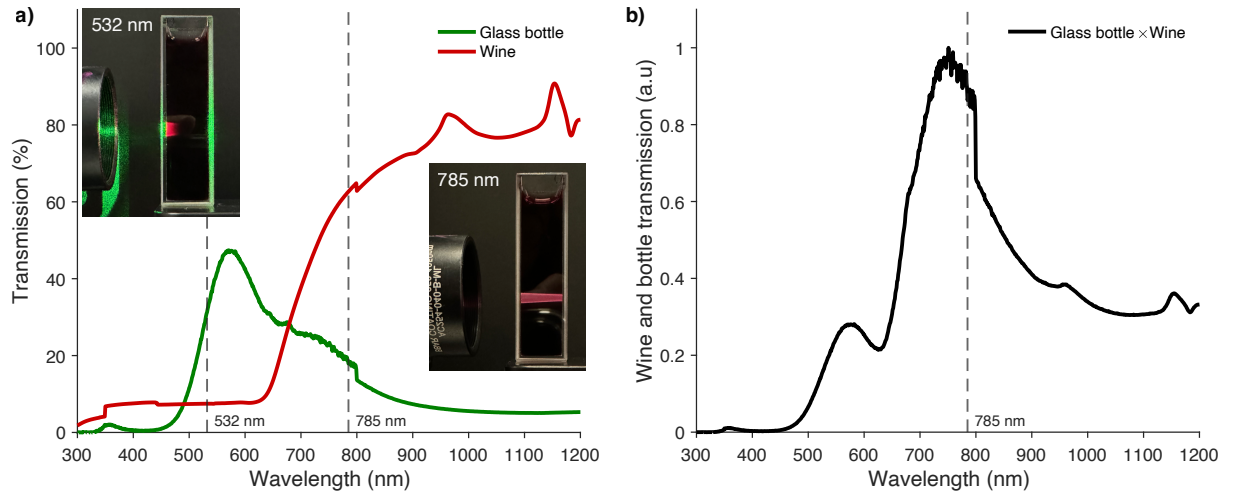 a)
532 nm
Glass bottle
Wine
785 nm
532 nm
785 nm
Transmission (%)
0
20
40
60
80
100
300 400 500 600 700 800 900 1000 1100 1200
Wavelength (nm)
b)
Glass bottle × Wine
785 nm
Wine and bottle transmission (a.u)
0
0.2
0.4
0.6
0.8
1
300 400 500 600 700 800 900 1000 1100 1200
Wavelength (nm)